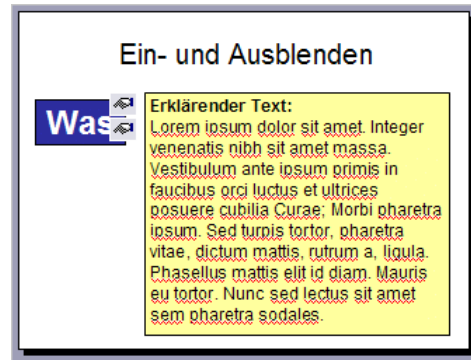 Ein- und Ausblenden
Was
Erklärender Text:
Lorem ipsum dolor sit amet. Integer
venenatis nibh sit amet massa.
Vestibulum ante ipsum primis in
faucibus orci luctus et ultrices
posuere cubilia Curae; Morbi pharetra
ipsum. Sed turpis tortor, pharetra
vitae, dictum mattis, rutrum a, ligula.
Phasellus mattis elit id diam. Mauris
eu tortor. Nunc sed lectus sit amet
sem pharetra sodales.